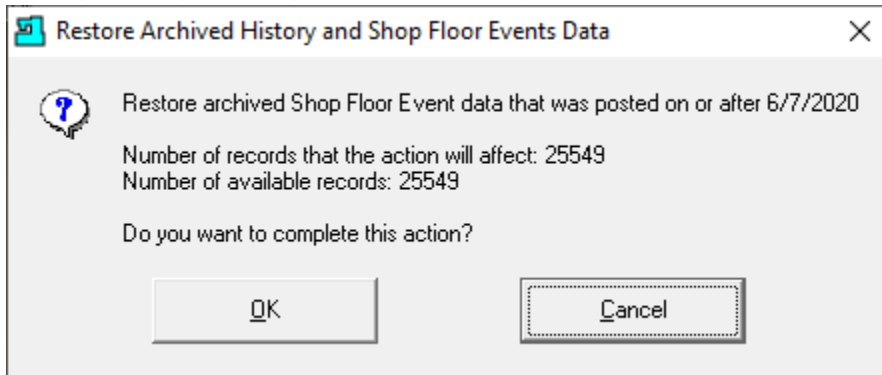 Restore Archived History and Shop Floor Events Data
Restore archived Shop Floor Event data that was posted on or after 6/7/2020
Number of records that the action will affect: 25549
Number of available records: 25549
Do you want to complete this action?
OK
Cancel